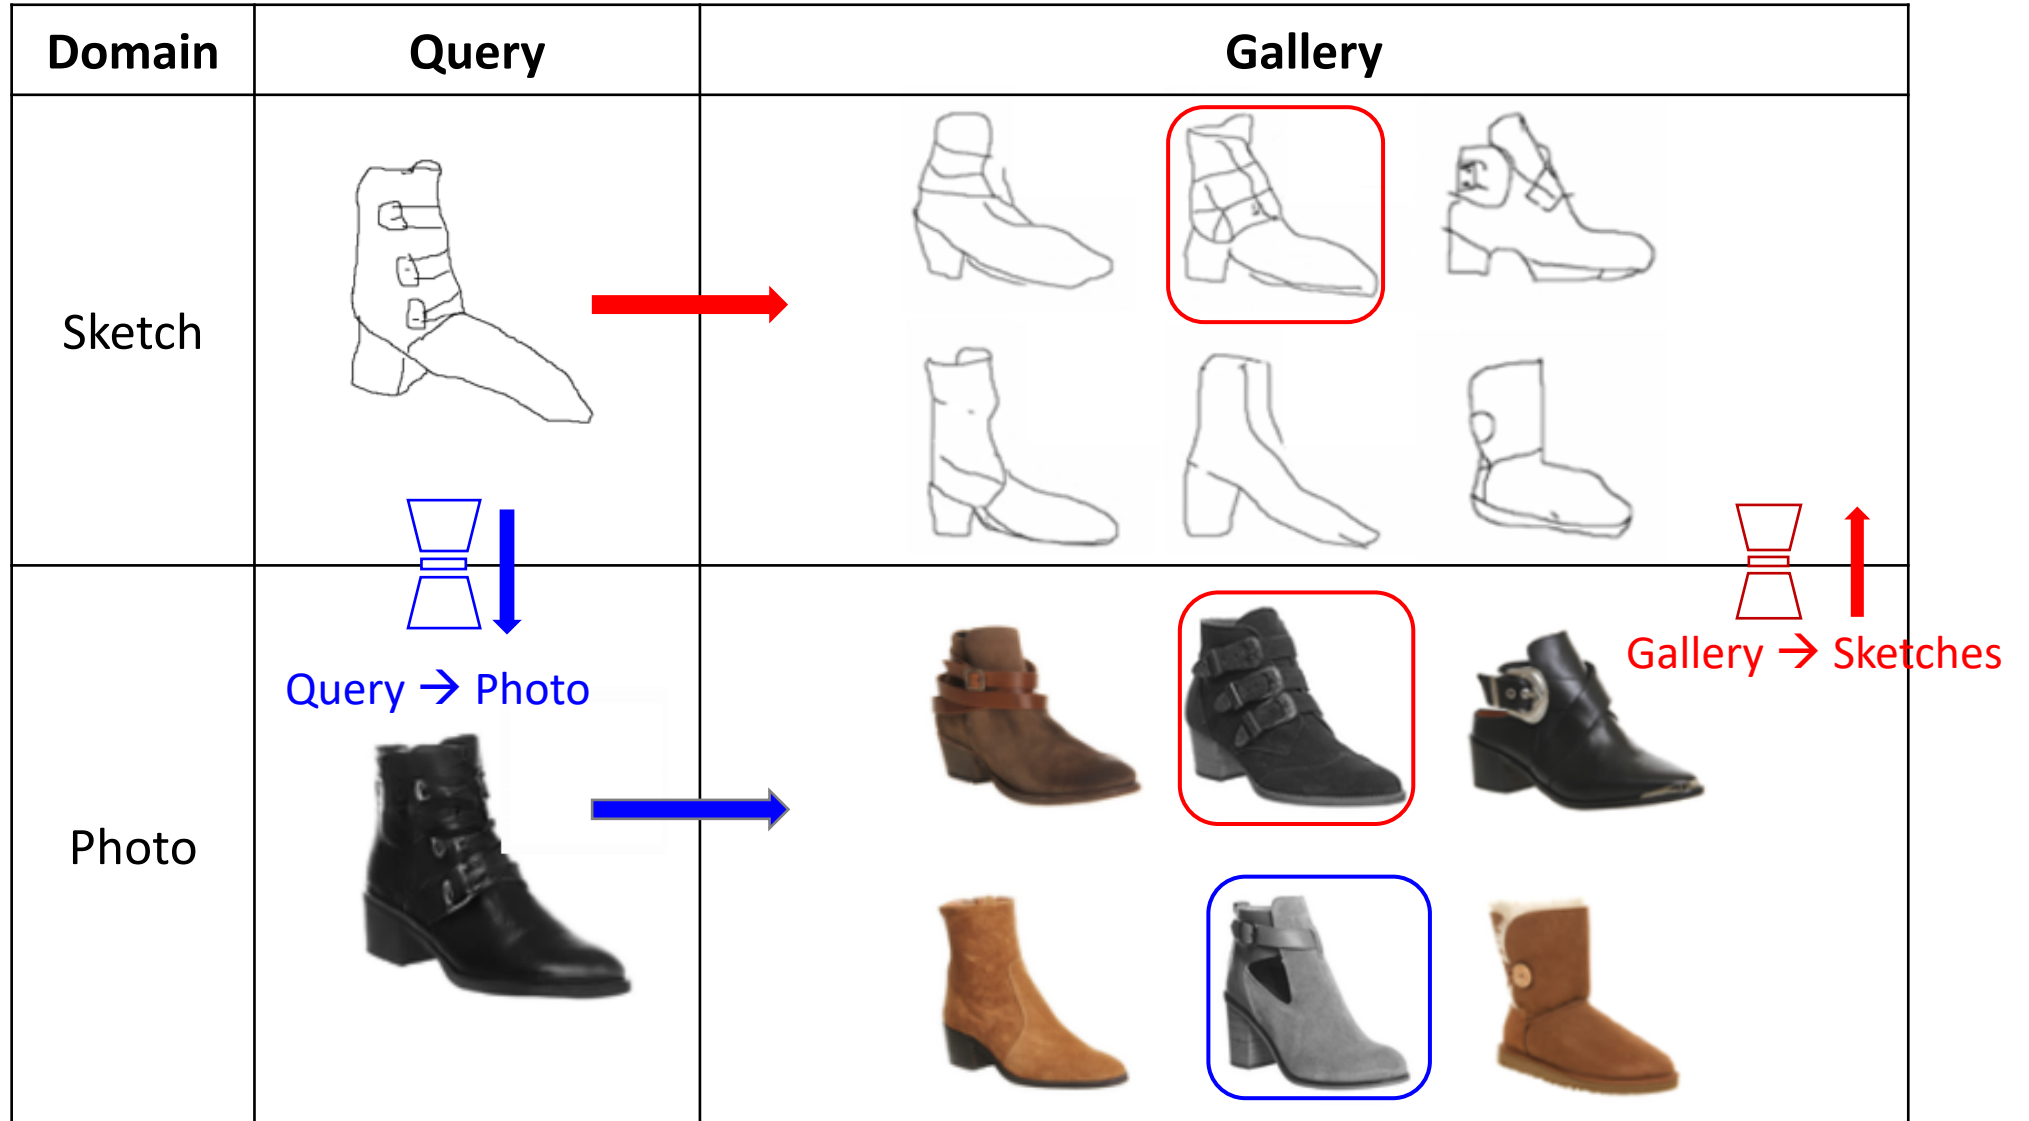 Domain
Query
Gallery
Sketch
Query → Photo
Gallery → Sketches
Photo